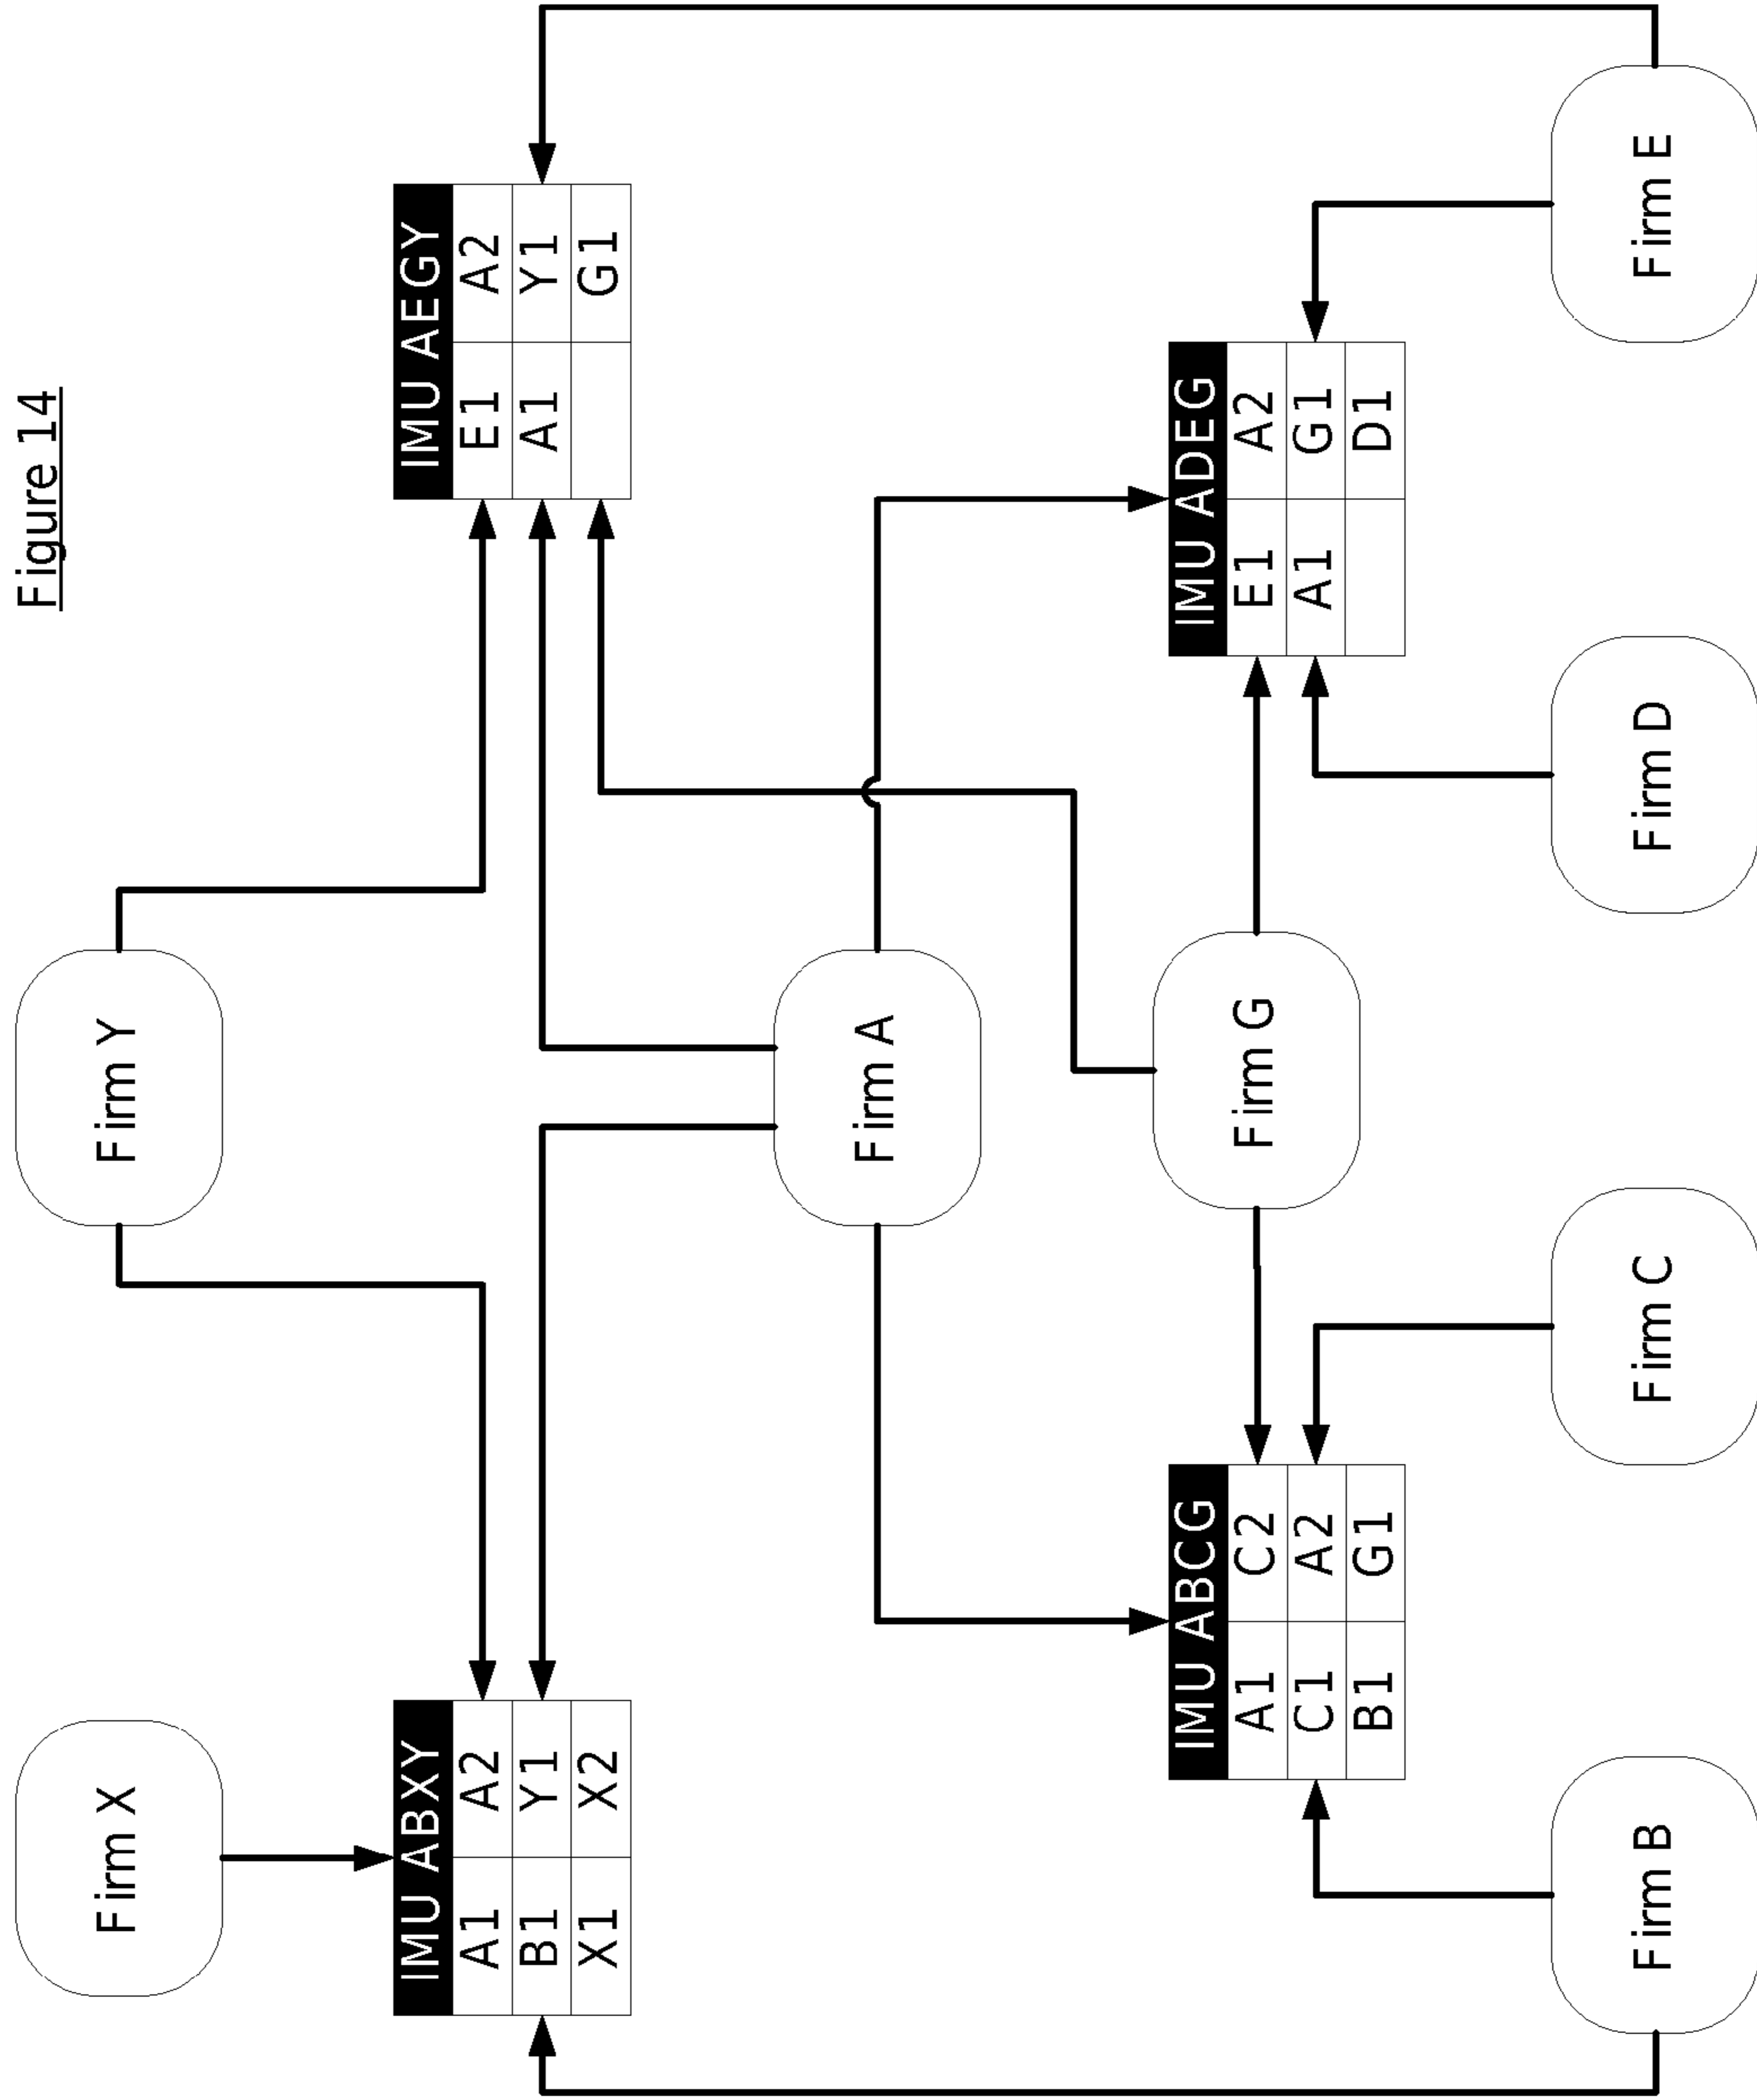 Figure 14
Firm X
Firm Y
IMU ABXY
A1 A2
B1 Y1
X1 X2
IMU AEGY
E1 A2
A1 Y1
G1
Firm A
IMU ABCG
A1 C2
C1 A2
B1 G1
Firm G
IMU ADEG
E1 A2
A1 G1
D1
Firm B
Firm C
Firm D
Firm E